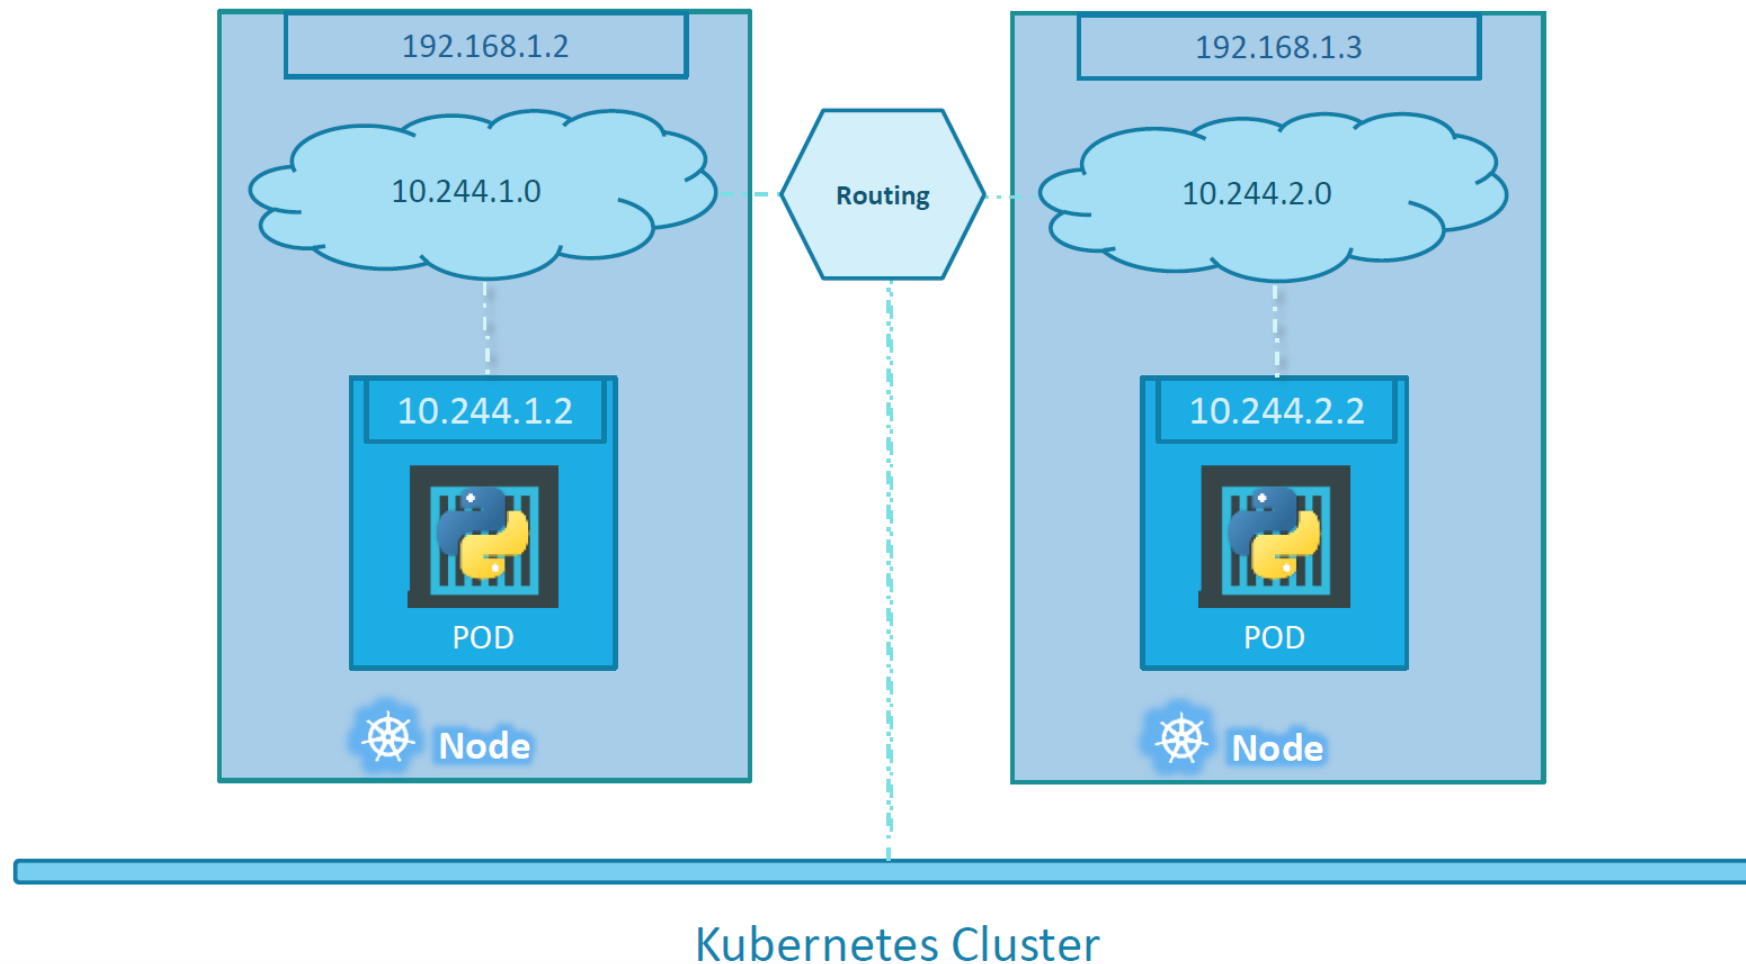 192.168.1.2
192.168.1.3
10.244.1.0
Routing
10.244.2.0
10.244.1.2
10.244.2.2
POD
POD
Node
Node
Kubernetes Cluster